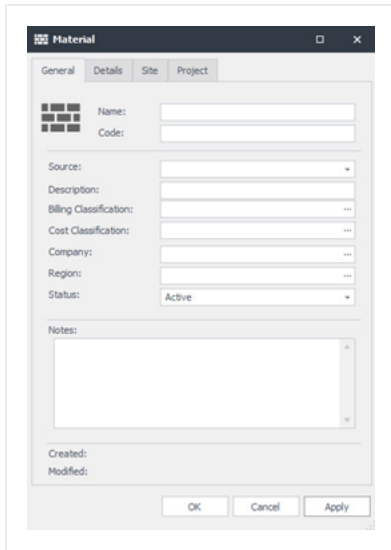 Material
General Details Site Project
Name:
Code:
Source:
Description:
Billing Classification:
Cost Classification:
Company:
Region:
Status: Active
Notes:
Created:
Modified:
OK Cancel Apply